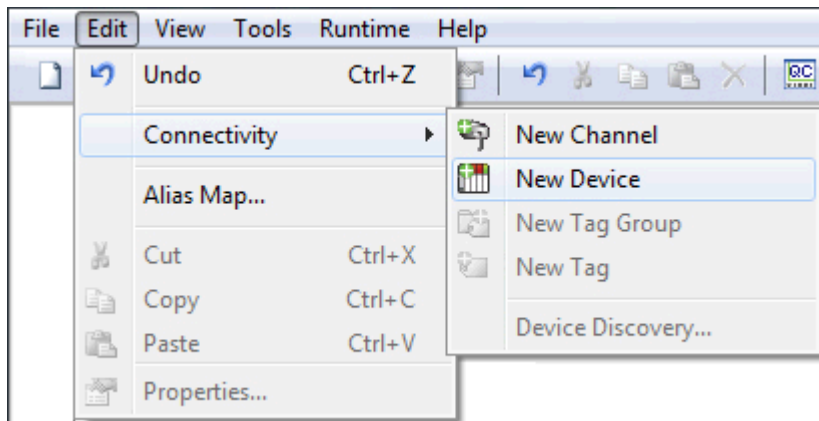 File Edit View Tools Runtime Help
QC
Undo Ctrl+Z
Connectivity
Alias Map...
Cut Ctrl+X
Copy Ctrl+C
Paste Ctrl+V
Properties...
New Channel
New Device
New Tag Group
New Tag
Device Discovery...